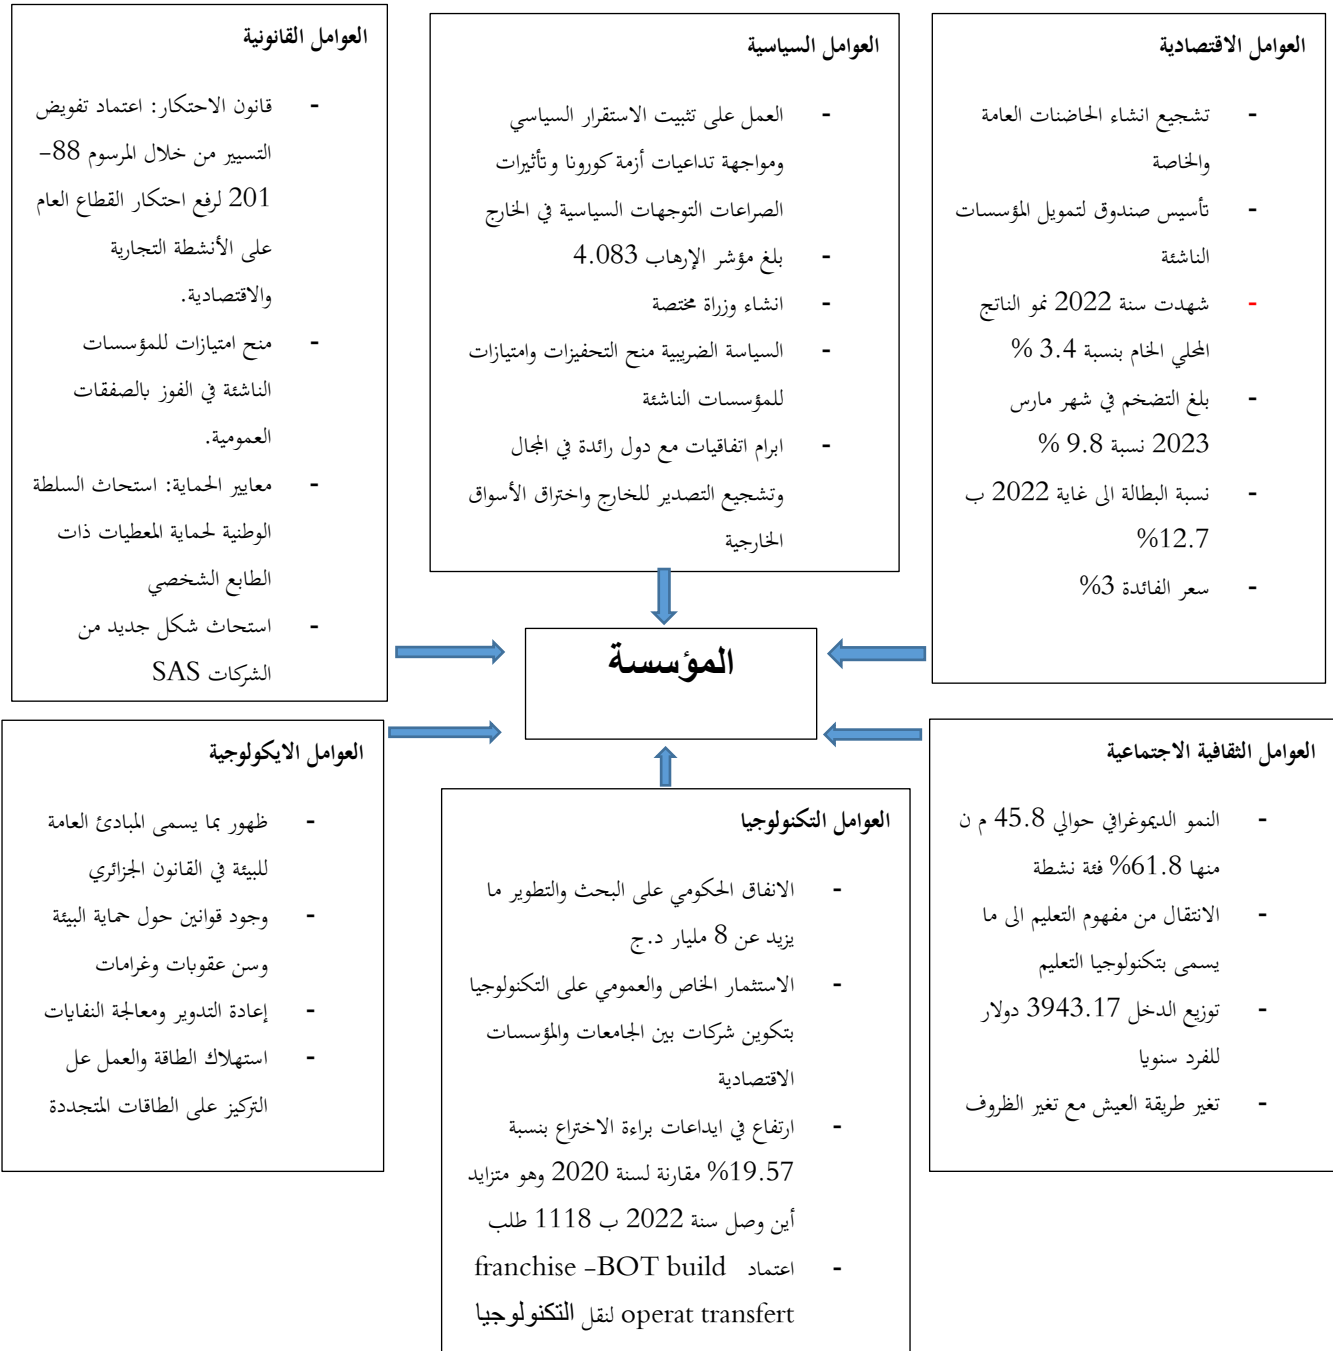 العوامل الاقتصادية
- تشجيع انشاء الحاضنات العامة
والخاصة
- تأسيس صندوق لتمويل المؤسسات
الناشئة
- شهدت سنة 2022 نمو الناتج
المحلي الخام بنسبة 3.4 %
- بلغ التضخم في شهر مارس
2023 نسبة 9.8 %
- نسبة البطالة الى غاية 2022 ب
12.7%
- سعر الفائدة 3%
العوامل السياسية
- العمل على تثبيت الاستقرار السياسي
ومواجهة تداعيات أزمة كورونا وتأثيرات
الصراعات التوجهات السياسية في الخارج
- بلغ مؤشر الإرهاب 4.083
- انشاء وزراة مختصة
- السياسة الضريبية منح التحفيزات وامتيازات
للمؤسسات الناشئة
- ابرام اتفاقيات مع دول رائدة في المجال
وتشجيع التصدير للخارج واختراق الأسواق
الخارجية
العوامل القانونية
- قانون الاحتكار: اعتماد تفويض
التسيير من خلال المرسوم 88-
201 لرفع احتكار القطاع العام
على الأنشطة التجارية
والاقتصادية.
- منح امتيازات للمؤسسات
الناشئة في الفوز بالصفقات
العمومية.
- معايير الحماية: استحاث السلطة
الوطنية لحماية المعطيات ذات
الطابع الشخصي
- استحاث شكل جديد من
الشركات SAS
المؤسسة
العوامل الثقافية الاجتماعية
- النمو الديموغرافي حوالي 45.8 م ن
منها 61.8% فئة نشطة
- الانتقال من مفهوم التعليم الى ما
يسمى بتكنولوجيا التعليم
- توزيع الدخل 3943.17 دولار
للفرد سنويا
- تغير طريقة العيش مع تغير الظروف
العوامل التكنولوجيا
- الانفاق الحكومي على البحث والتطوير ما
يزيد عن 8 مليار د.ج
- الاستثمار الخاص والعمومي على التكنولوجيا
بتكوين شركات بين الجامعات والمؤسسات
الاقتصادية
- ارتفاع في ايداعات براءة الاختراع بنسبة
19.57% مقارنة لسنة 2020 وهو متزايد
أين وصل سنة 2022 ب 1118 طلب
- اعتماد franchise -BOT build
operat transfert لنقل التكنولوجيا
العوامل الايكولوجية
- ظهور بما يسمى المبادئ العامة
للبيئة في القانون الجزائري
- وجود قوانين حول حماية البيئة
وسن عقوبات وغرامات
- إعادة التدوير ومعالجة النفايات
- استهلاك الطاقة والعمل عل
التركيز على الطاقات المتجددة